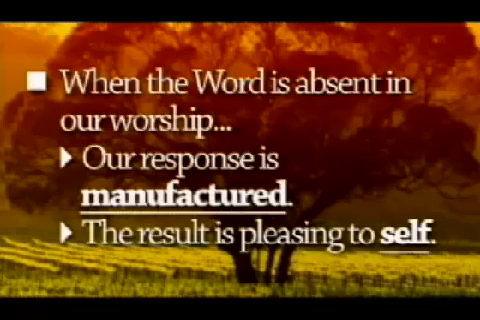 When the Word is absent in
our worship...
Our response is
manufactured.
The result is pleasing to self.